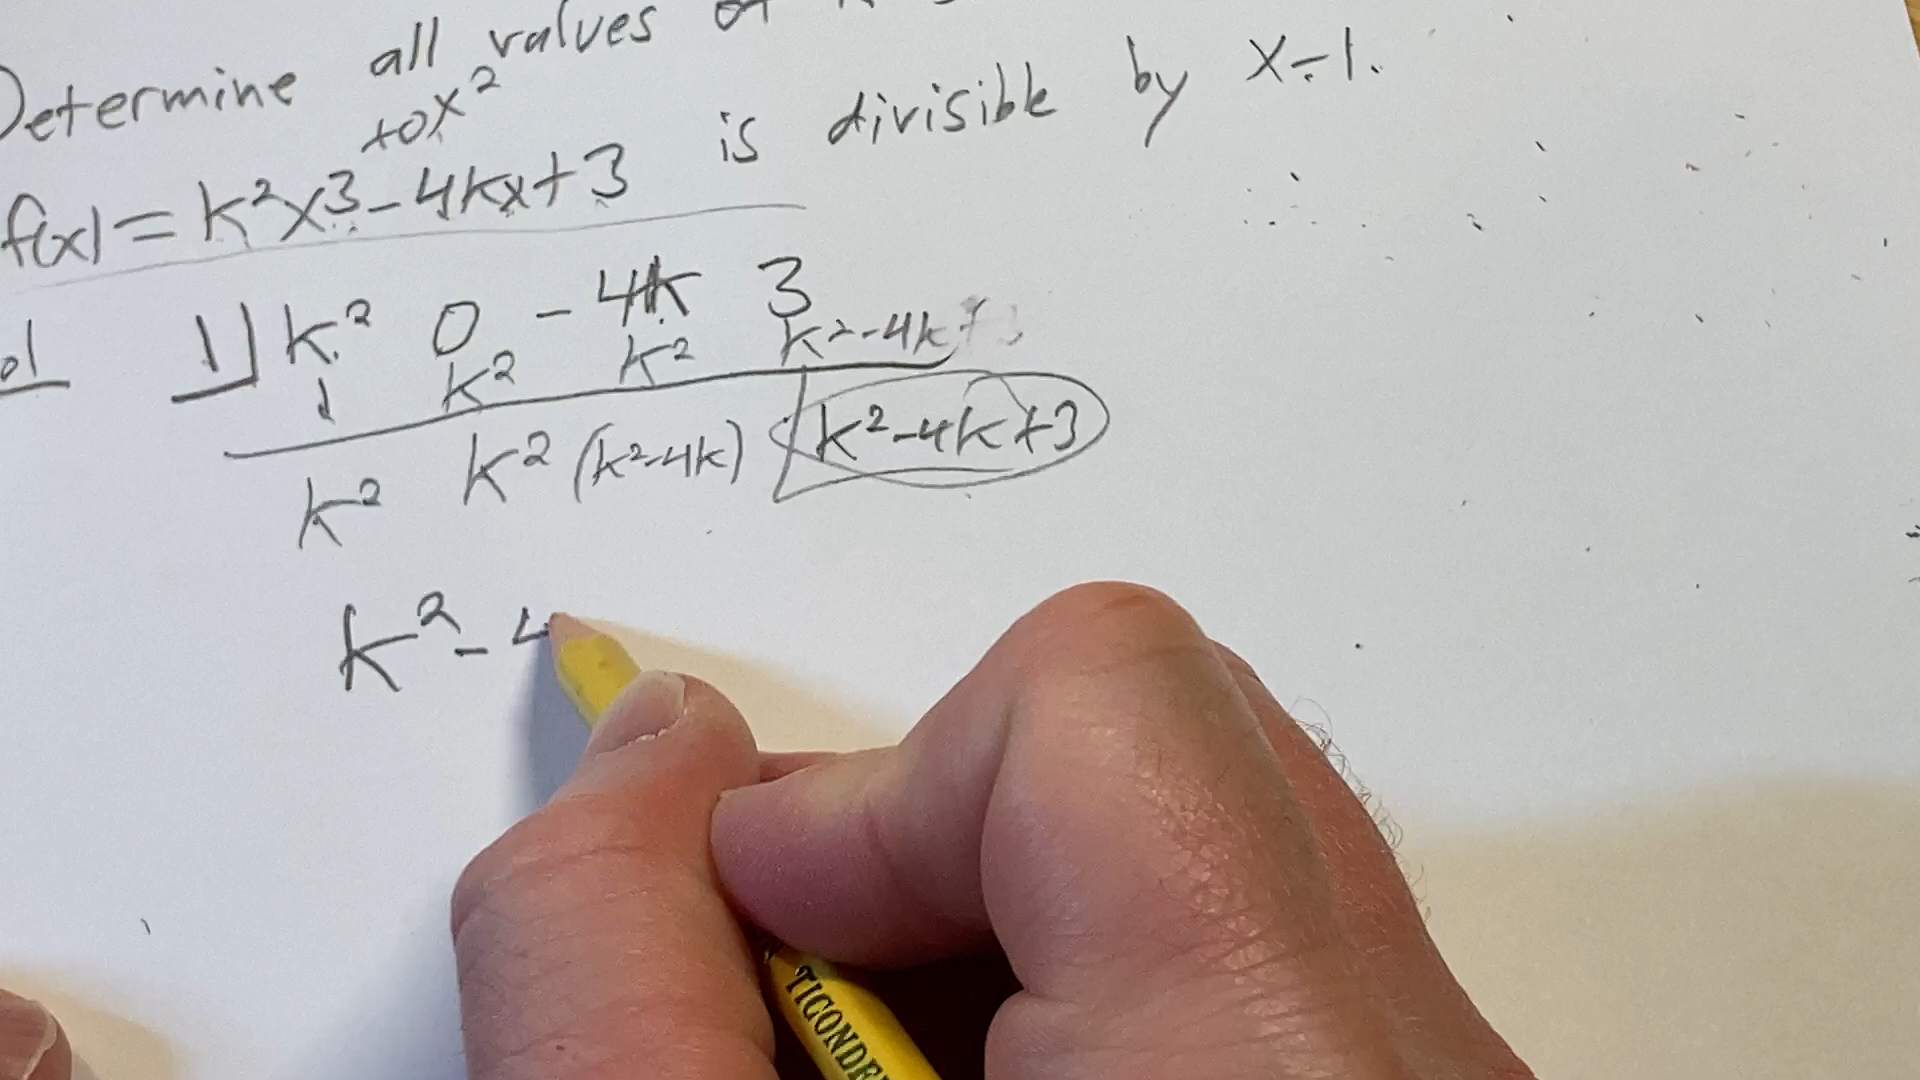 Determine all values of k
+0x²
f(x) = k²x³-4kx+3 is divisible by x-1.
1 k² 0 -4k 3
k² k² k²-4k
k² k² (k²-4k) k²-4k+3
k²-4
TICONDE